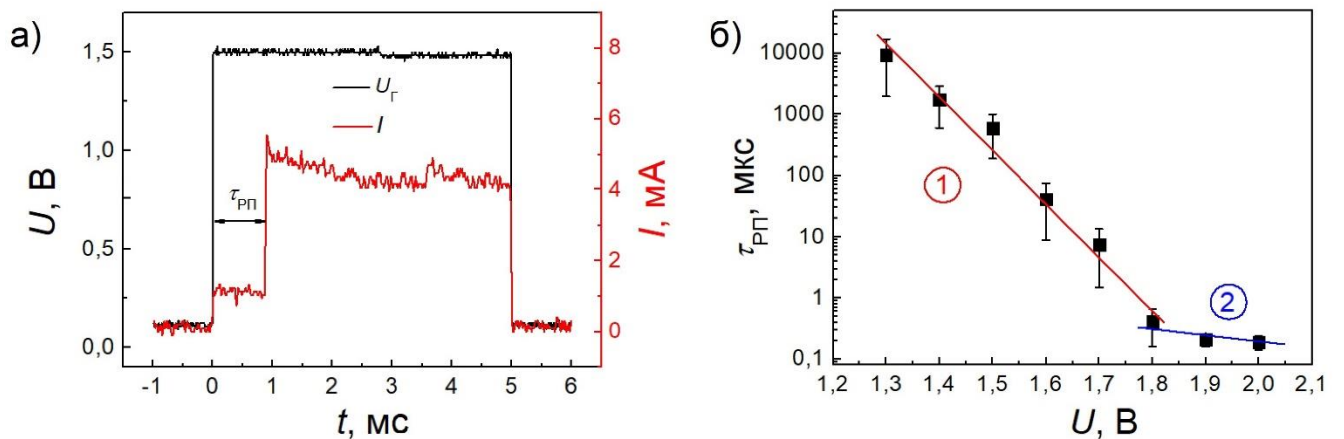 а)
U, В
1,5
1,0
0,5
0,0
U_Г
I
τ_РП
8
6
4
2
0
I, мА
-1 0 1 2 3 4 5 6
t, мс
б)
τ_РП, мкс
10000
1000
100
10
1
0,1
1
2
1,2 1,3 1,4 1,5 1,6 1,7 1,8 1,9 2,0 2,1
U, В